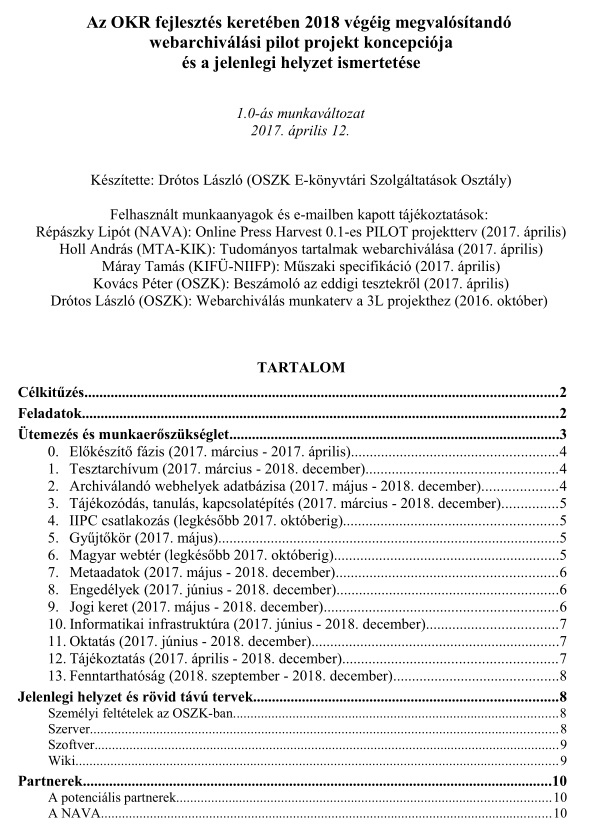 Az OKR fejlesztés keretében 2018 végéig megvalósítandó
webarchiválási pilot projekt koncepciója
és a jelenlegi helyzet ismertetése
1.0-ás munkaváltozat
2017. április 12.
Készítette: Drótos László (OSZK E-könyvtári Szolgáltatások Osztály)
Felhasznált munkaanyagok és e-mailben kapott tájékoztatások:
Répászky Lipót (NAVA): Online Press Harvest 0.1-es PILOT projektterv (2017. április)
Holl András (MTA-KIK): Tudományos tartalmak webarchiválása (2017. április)
Máray Tamás (KIFÜ-NIIFP): Műszaki specifikáció (2017. április)
Kovács Péter (OSZK): Beszámoló az eddigi tesztekről (2017. április)
Drótos László (OSZK): Webarchiválás munkaterv a 3L projekthez (2016. október)
TARTALOM
Célkitűzés....2
Feladatok....2
Ütemezés és munkaerőszükséglet....3
0. Előkészítő fázis (2017. március - 2017. április)....4
1. Tesztarchívum (2017. március - 2018. december)....4
2. Archiválandó webhelyek adatbázisa (2017. május - 2018. december)....4
3. Tájékozódás, tanulás, kapcsolatépítés (2017. március - 2018. december)....5
4. IIPC csatlakozás (legkésőbb 2017. októberig)....5
5. Gyűjtőkör (2017. május)....5
6. Magyar webtér (legkésőbb 2017. októberig)....5
7. Metaadatok (2017. május - 2018. december)....6
8. Engedélyek (2017. június - 2018. december)....6
9. Jogi keret (2017. május - 2018. december)....6
10. Informatikai infrastruktúra (2017. június - 2018. december)....7
11. Oktatás (2017. június - 2018. december)....7
12. Tájékoztatás (2017. április - 2018. december)....7
13. Fenntarthatóság (2018. szeptember - 2018. december)....8
Jelenlegi helyzet és rövid távú tervek....8
Személyi feltételek az OSZK-ban....8
Szerver....8
Szoftver....9
Wiki....9
Partnerek....10
A potenciális partnerek....10
A NAVA....10